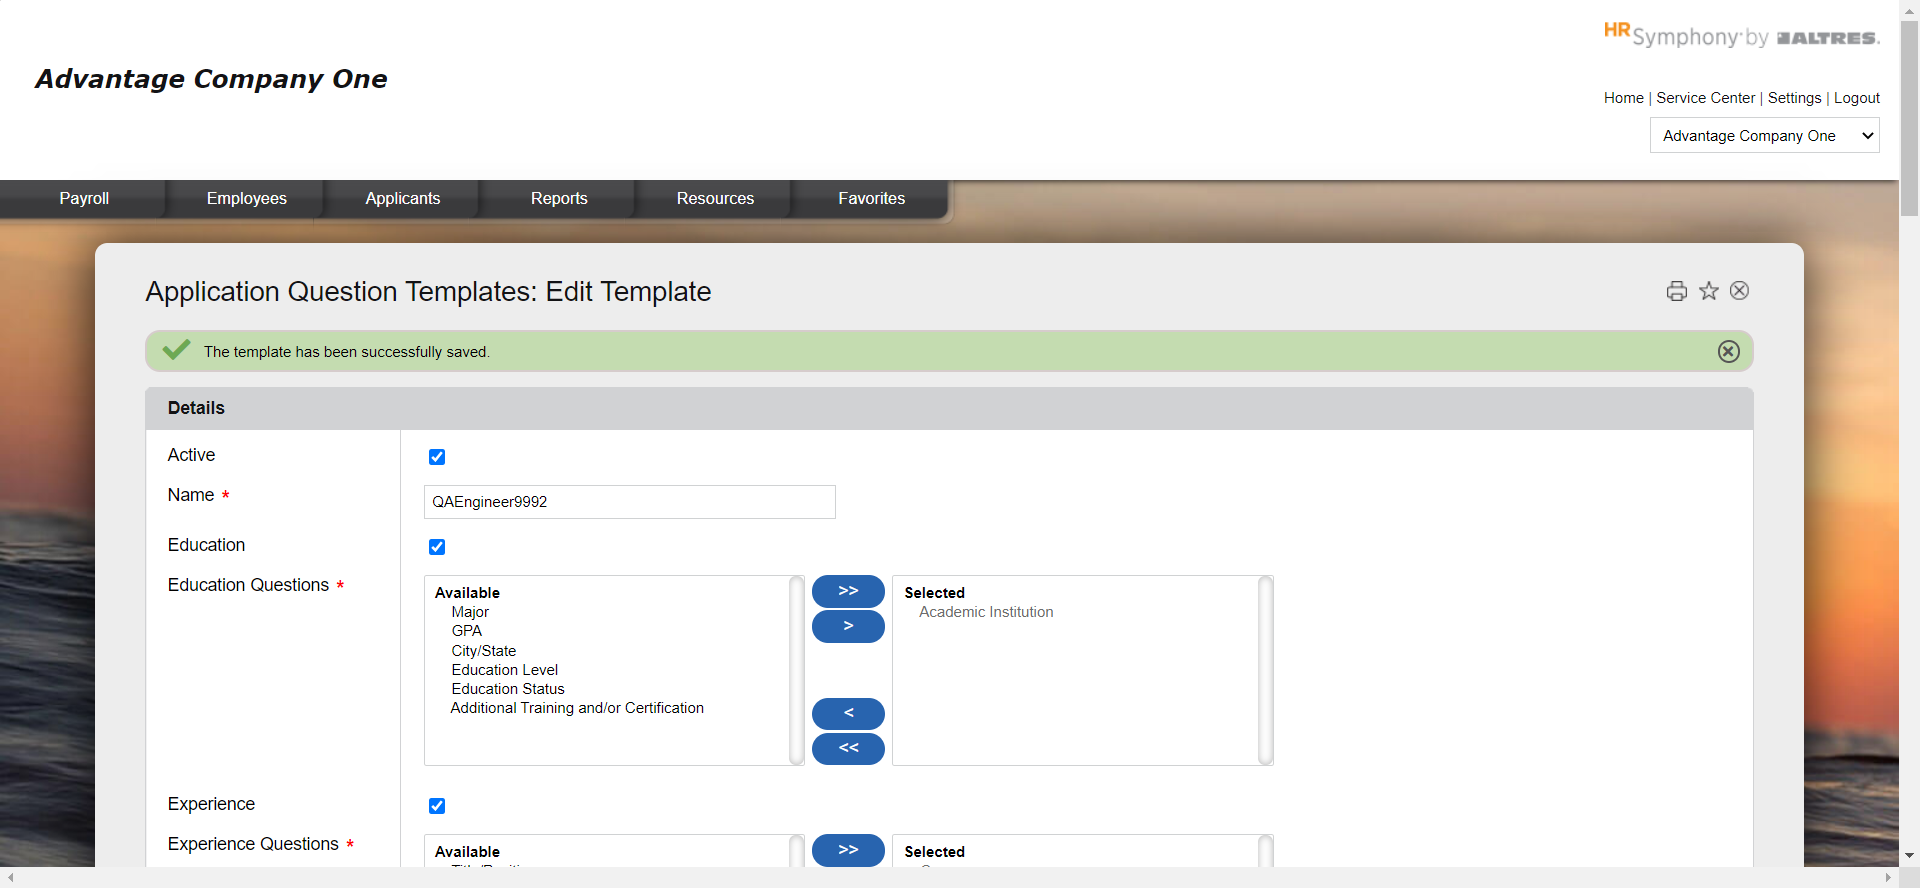 HR Symphony by ALTRES.
Advantage Company One
Home | Service Center | Settings | Logout
Advantage Company One
Payroll Employees Applicants Reports Resources Favorites
Application Question Templates: Edit Template
The template has been successfully saved.
Details
Active
Name *
QAEngineer9992
Education
Education Questions *
Available
Major
GPA
City/State
Education Level
Education Status
Additional Training and/or Certification
>>
>
<
<<
Selected
Academic Institution
Experience
Experience Questions *
Available
>>
Selected